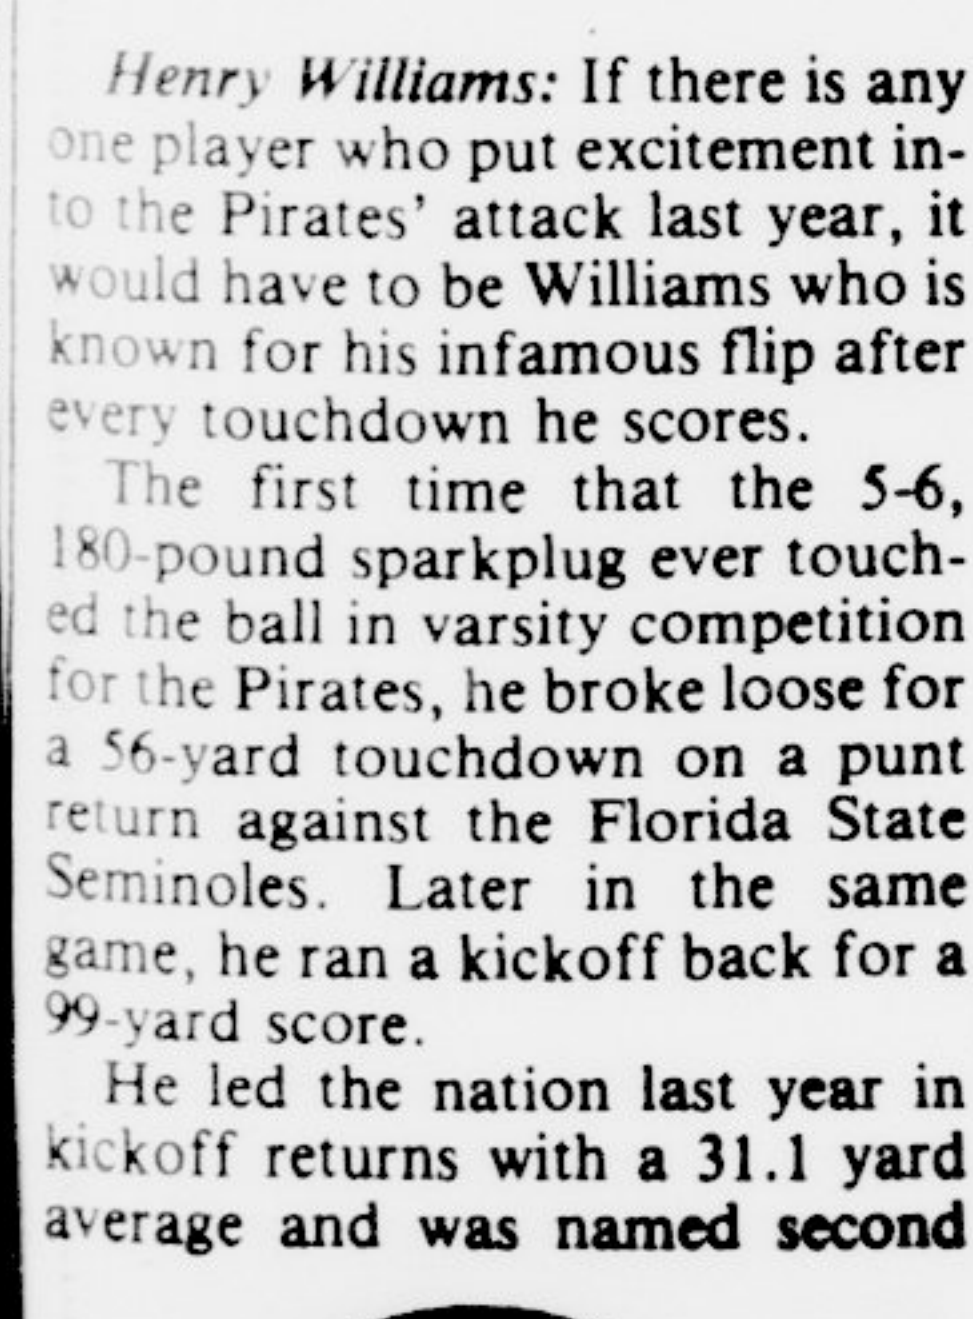 Henry Williams: If there is any
one player who put excitement in-
to the Pirates' attack last year, it
would have to be Williams who is
known for his infamous flip after
every touchdown he scores.
The first time that the 5-6,
180-pound sparkplug ever touch-
ed the ball in varsity competition
for the Pirates, he broke loose for
a 56-yard touchdown on a punt
return against the Florida State
Seminoles. Later in the same
game, he ran a kickoff back for a
99-yard score.
He led the nation last year in
kickoff returns with a 31.1 yard
average and was named second